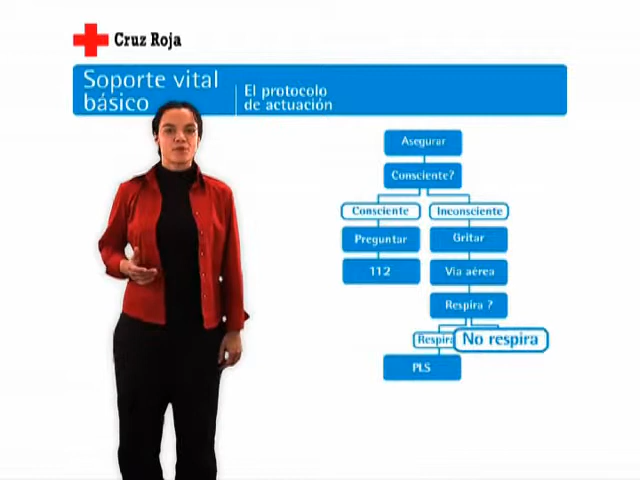 Cruz Roja
Soporte vital
básico
El protocolo
de actuación
Asegurar
Consciente?
Consciente
Inconsciente
Preguntar
Gritar
112
Vía aérea
Respira ?
Respira
No respira
PLS